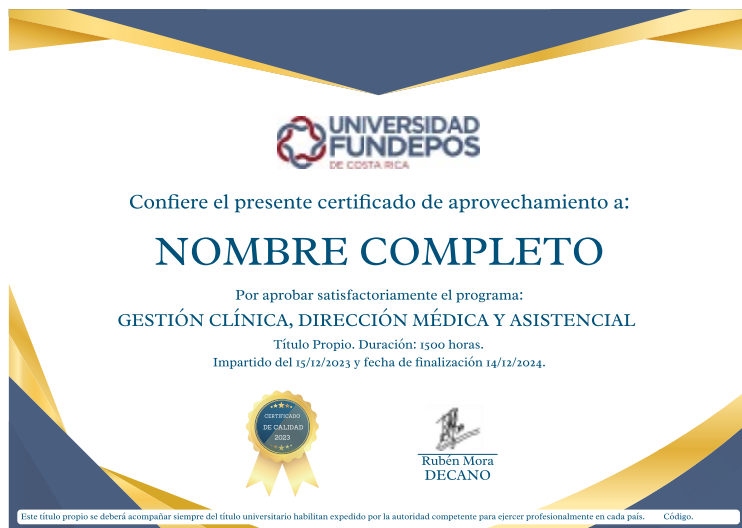 UNIVERSIDAD
FUNDEPOS
DE COSTA RICA
Confiere el presente certificado de aprovechamiento a:
NOMBRE COMPLETO
Por aprobar satisfactoriamente el programa:
GESTIÓN CLÍNICA, DIRECCIÓN MÉDICA Y ASISTENCIAL
Título Propio. Duración: 1500 horas.
Impartido del 15/12/2023 y fecha de finalización 14/12/2024.
CERTIFICADO
DE CALIDAD
2023
Rubén Mora
DECANO
Este título propio se deberá acompañar siempre del título universitario habilitan expedido por la autoridad competente para ejercer profesionalmente en cada país. Código.